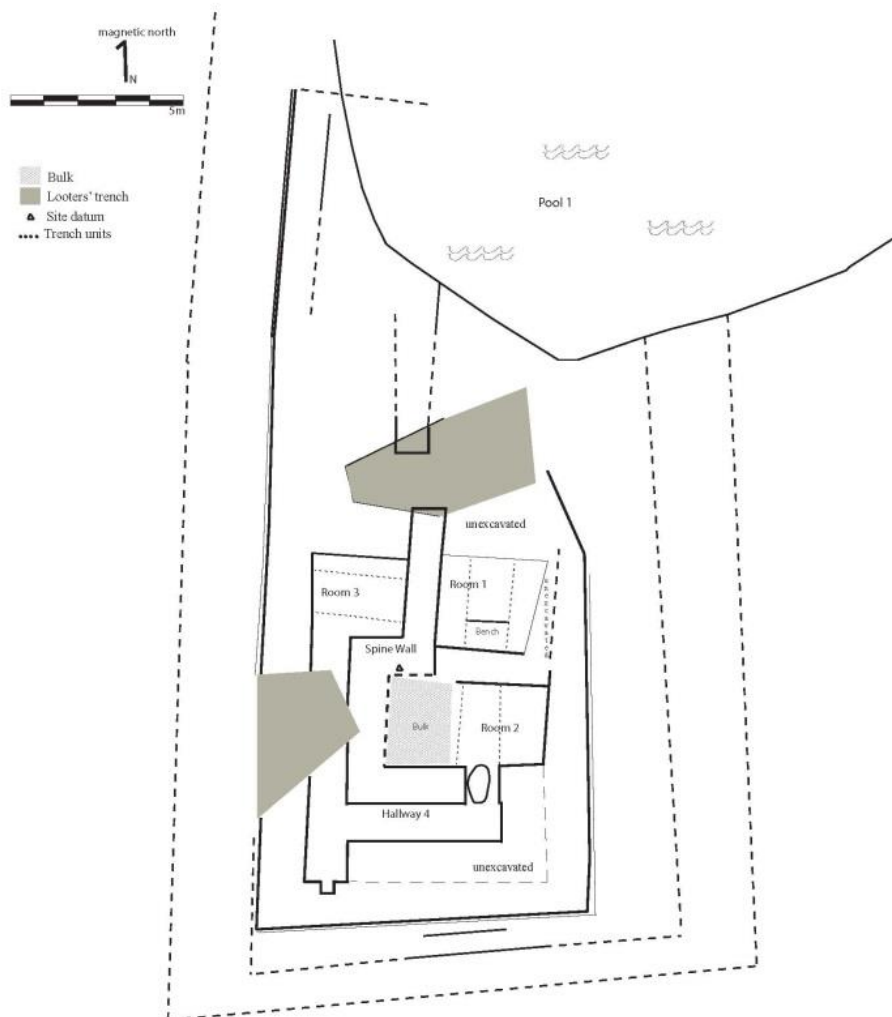 magnetic north
N
5m
Bulk
Looters' trench
Site datum
Trench units
Pool 1
unexcavated
Room 1
Room 3
Bench
unexcavated
Spine Wall
Bulk
Room 2
Hallway 4
unexcavated